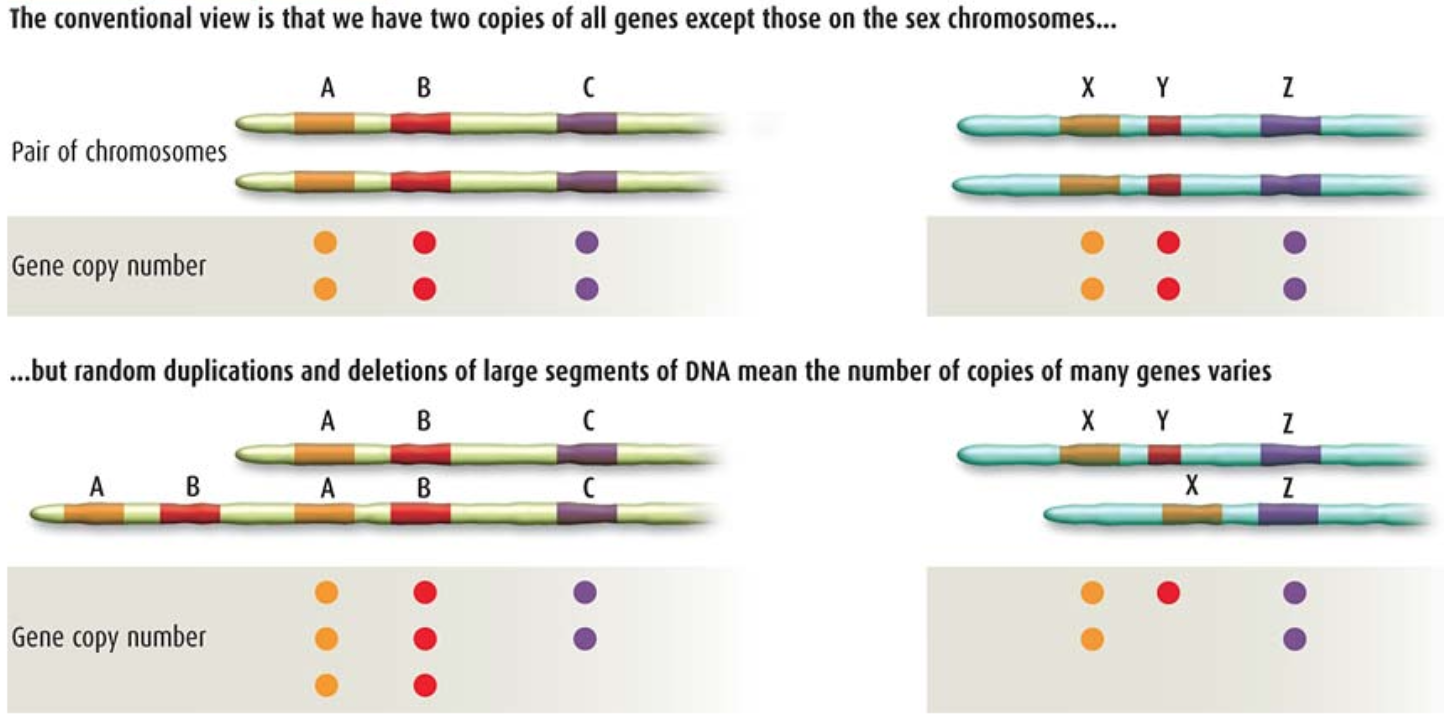 The conventional view is that we have two copies of all genes except those on the sex chromosomes...
A B C X Y Z
Pair of chromosomes
Gene copy number
...but random duplications and deletions of large segments of DNA mean the number of copies of many genes varies
A B C X Y Z
A B A B C X Z
Gene copy number